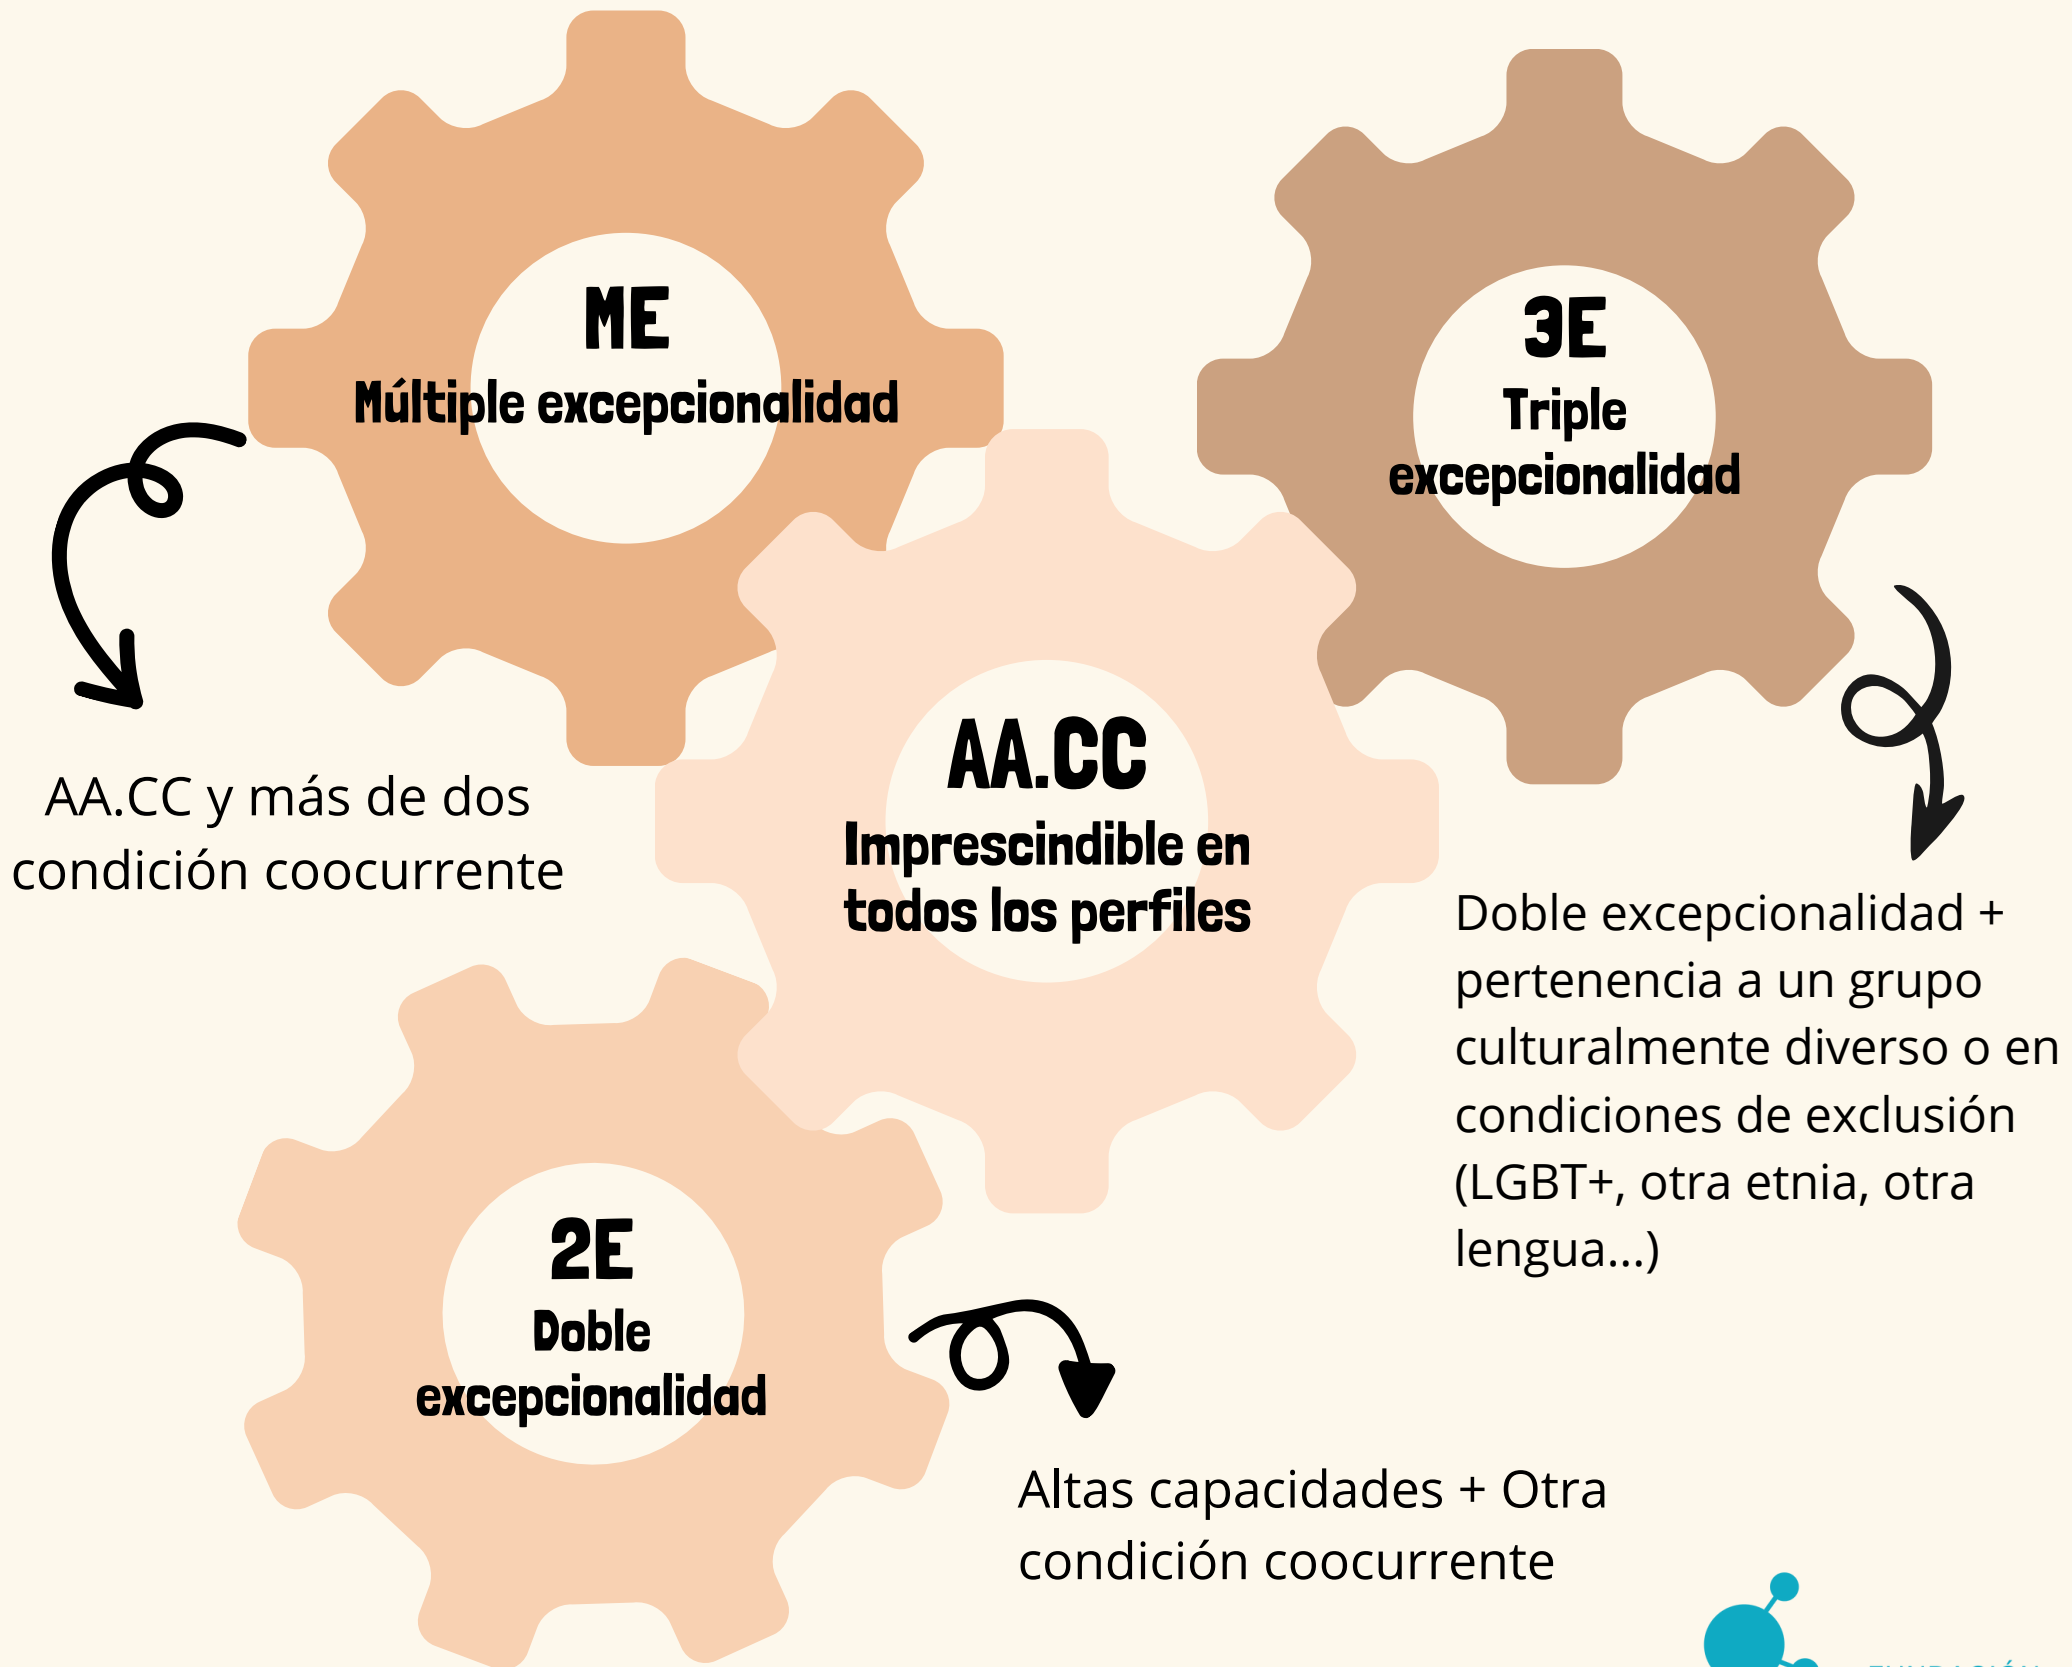 ME
Múltiple excepcionalidad
3E
Triple
excepcionalidad
AA.CC
Imprescindible en
todos los perfiles
AA.CC y más de dos
condición coocurrente
Doble excepcionalidad +
pertenencia a un grupo
culturalmente diverso o en
condiciones de exclusión
(LGBT+, otra etnia, otra
lengua...)
2E
Doble
excepcionalidad
Altas capacidades + Otra
condición coocurrente
FUNDACIÓN